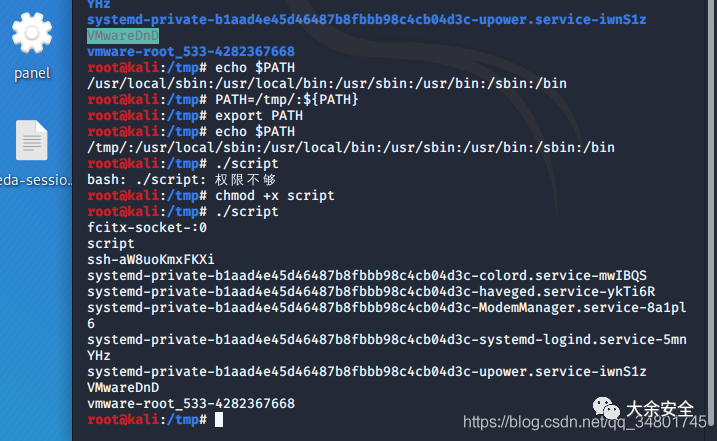 panel
eda-sessio..
YHz
systemd-private-b1aad4e45d46487b8fbbb98c4cb04d3c-upower.service-iwnS1z
VMwareDnD
vmware-root_533-4282367668
root@kali:/tmp# echo $PATH
/usr/local/sbin:/usr/local/bin:/usr/sbin:/usr/bin:/sbin:/bin
root@kali:/tmp# PATH=/tmp/:${PATH}
root@kali:/tmp# export PATH
root@kali:/tmp# echo $PATH
/tmp/:/usr/local/sbin:/usr/local/bin:/usr/sbin:/usr/bin:/sbin:/bin
root@kali:/tmp# ./script
bash: ./script: 权限不够
root@kali:/tmp# chmod +x script
root@kali:/tmp# ./script
fcitx-socket-:0
script
ssh-aW8uoKmxFKXi
systemd-private-b1aad4e45d46487b8fbbb98c4cb04d3c-colord.service-mwIBQS
systemd-private-b1aad4e45d46487b8fbbb98c4cb04d3c-haveged.service-ykTi6R
systemd-private-b1aad4e45d46487b8fbbb98c4cb04d3c-ModemManager.service-8a1pl
6
systemd-private-b1aad4e45d46487b8fbbb98c4cb04d3c-systemd-logind.service-5mn
YHz
systemd-private-b1aad4e45d46487b8fbbb98c4cb04d3c-upower.service-iwnS1z
VMwareDnD
vmware-root_533-4282367668
root@kali:/tmp#
大余安全
https://blog.csdn.net/qq_34801745